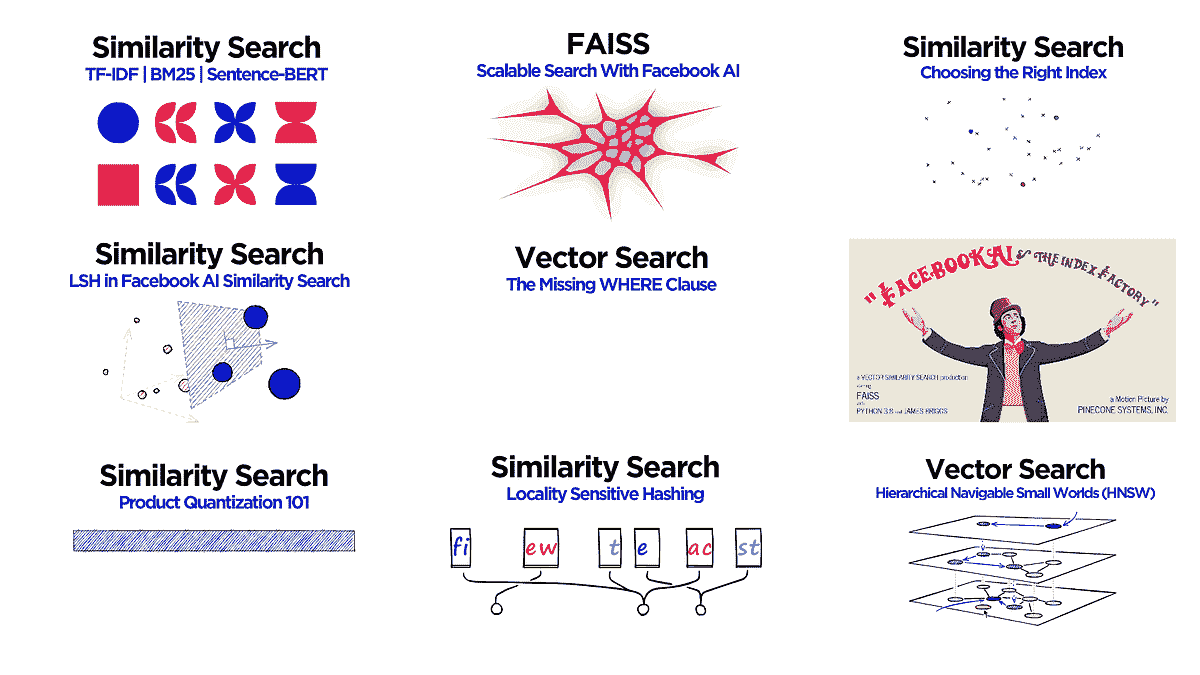 Similarity Search
TF-IDF | BM25 | Sentence-BERT
FAISS
Scalable Search With Facebook AI
Similarity Search
Choosing the Right Index
Similarity Search
LSH in Facebook AI Similarity Search
Vector Search
The Missing WHERE Clause
"FACEBOOK AI & THE INDEX FACTORY"
a VECTOR SIMILARITY SEARCH production
starring
FAISS
with
PYTHON 3.8 and JAMES BRIGGS
a Motion Picture by
PINECONE SYSTEMS, INC.
Similarity Search
Product Quantization 101
Similarity Search
Locality Sensitive Hashing
fi ew t e ac st
Vector Search
Hierarchical Navigable Small Worlds (HNSW)